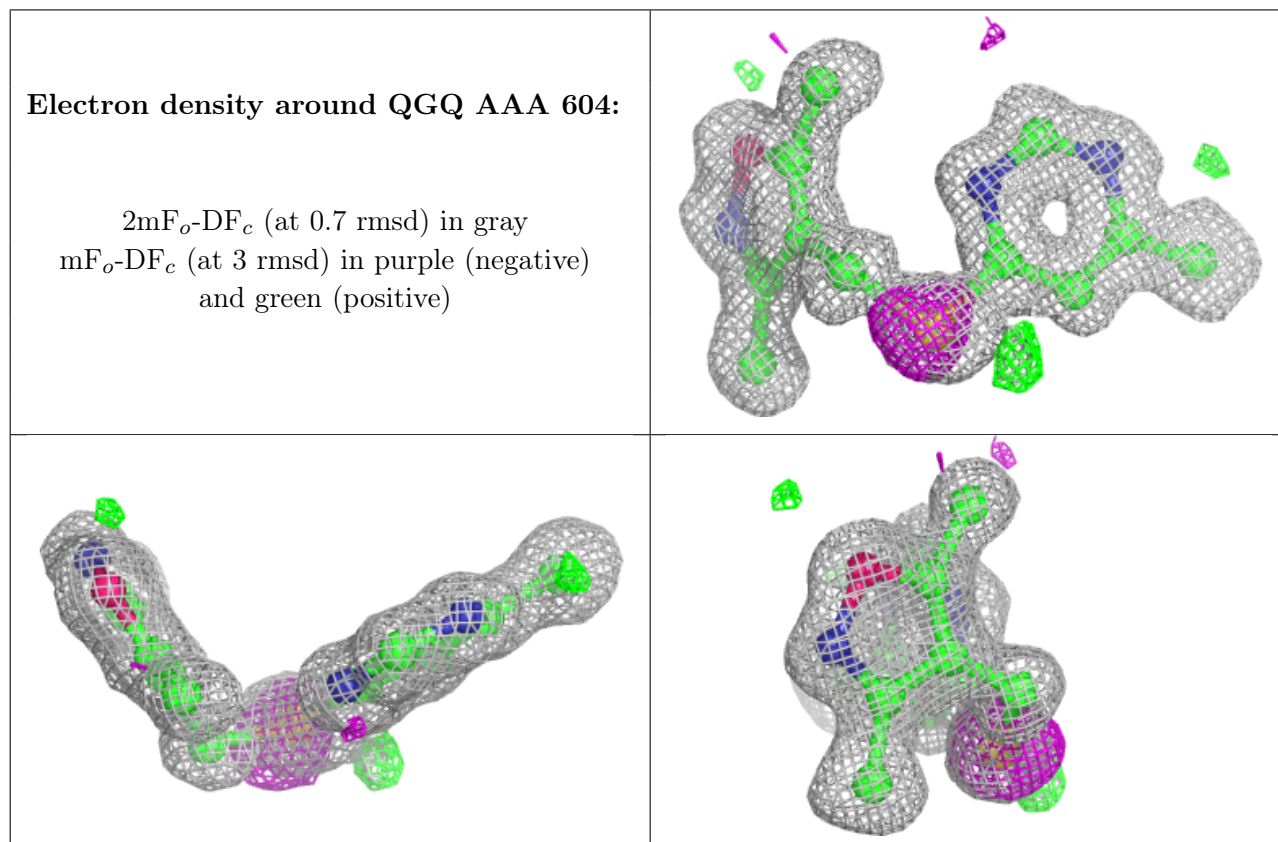 Electron density around QGQ AAA 604:
2mFo-DFc (at 0.7 rmsd) in gray
mFo-DFc (at 3 rmsd) in purple (negative)
and green (positive)